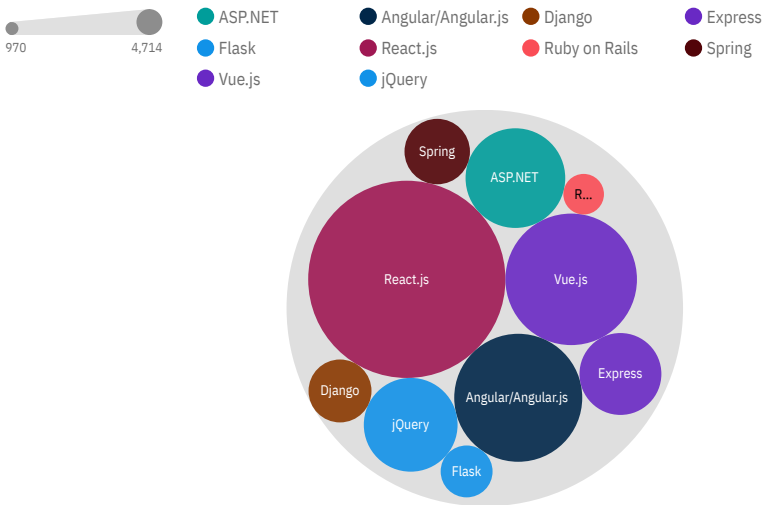 ASP.NET Angular/Angular.js Django Express
970 4,714 Flask React.js Ruby on Rails Spring
Vue.js jQuery
Spring
ASP.NET
R...
React.js
Vue.js
Express
Django
Angular/Angular.js
jQuery
Flask